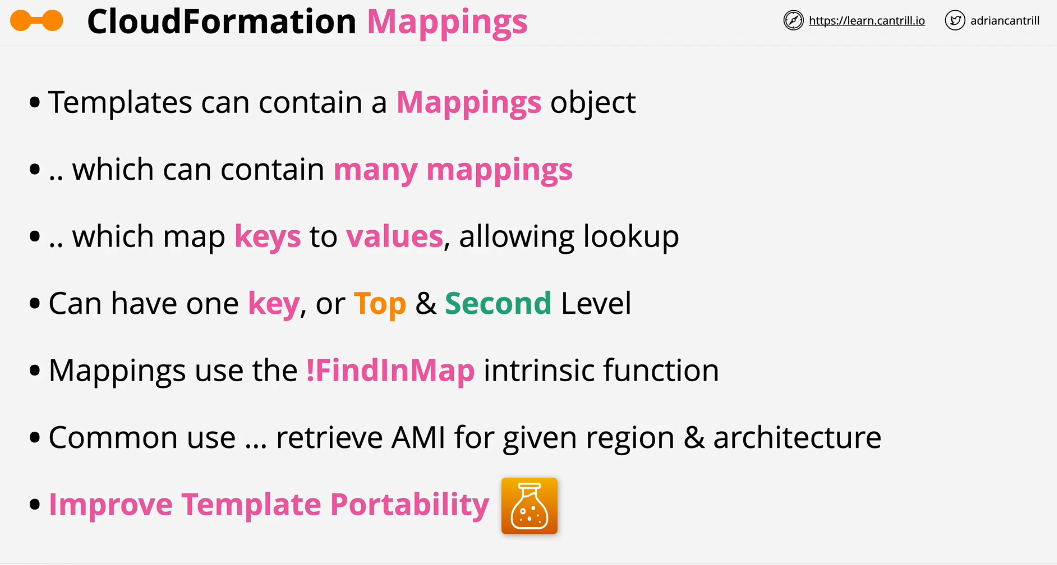 CloudFormation Mappings
https://learn.cantrill.io
adriancantrill
• Templates can contain a Mappings object
• .. which can contain many mappings
• .. which map keys to values, allowing lookup
• Can have one key, or Top & Second Level
• Mappings use the !FindInMap intrinsic function
• Common use ... retrieve AMI for given region & architecture
• Improve Template Portability